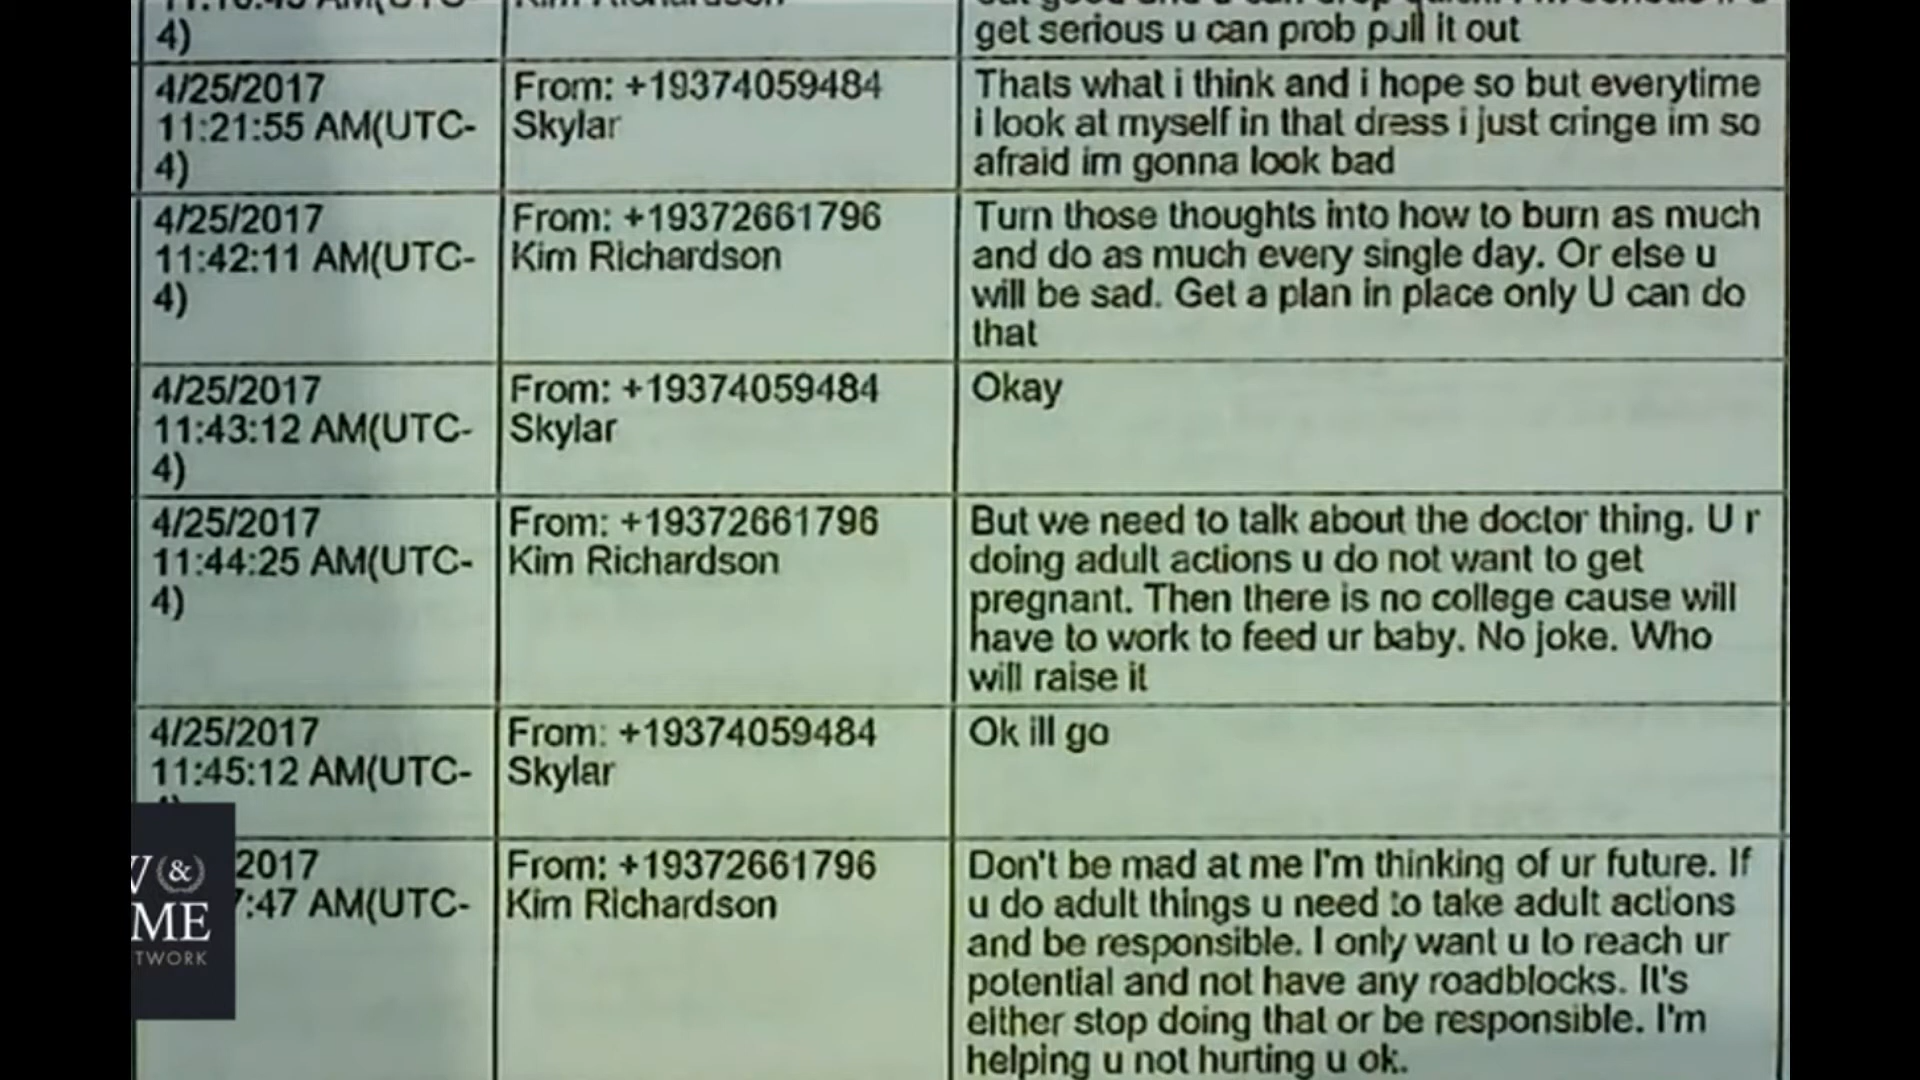 4)
get serious u can prob pull it out
4/25/2017
11:21:55 AM(UTC-
4)
From: +19374059484
Skylar
Thats what i think and i hope so but everytime
i look at myself in that dress i just cringe im so
afraid im gonna look bad
4/25/2017
11:42:11 AM(UTC-
4)
From: +19372661796
Kim Richardson
Turn those thoughts into how to burn as much
and do as much every single day. Or else u
will be sad. Get a plan in place only U can do
that
4/25/2017
11:43:12 AM(UTC-
4)
From: +19374059484
Skylar
Okay
4/25/2017
11:44:25 AM(UTC-
4)
From: +19372661796
Kim Richardson
But we need to talk about the doctor thing. U r
doing adult actions u do not want to get
pregnant. Then there is no college cause will
have to work to feed ur baby. No joke. Who
will raise it
4/25/2017
11:45:12 AM(UTC-
From: +19374059484
Skylar
Ok ill go
2017
7:47 AM(UTC-
From: +19372661796
Kim Richardson
Don't be mad at me I'm thinking of ur future. If
u do adult things u need to take adult actions
and be responsible. I only want u to reach ur
potential and not have any roadblocks. It's
either stop doing that or be responsible. I'm
helping u not hurting u ok.
W &
ME
TWORK